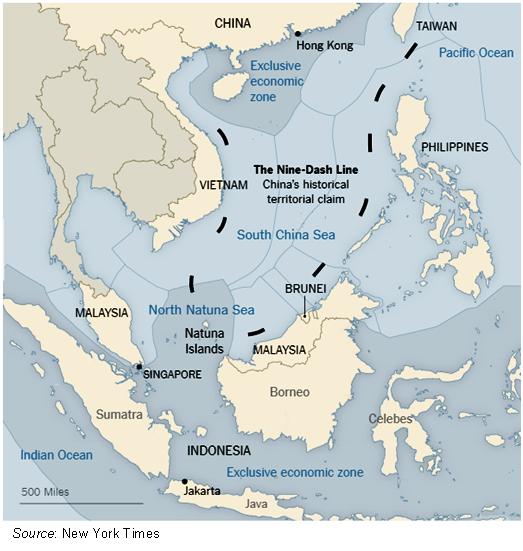 CHINA
TAIWAN
Hong Kong
Pacific Ocean
Exclusive
economic
zone
PHILIPPINES
The Nine-Dash Line
China's historical
territorial claim
VIETNAM
South China Sea
BRUNEI
North Natuna Sea
MALAYSIA
Natuna
Islands
MALAYSIA
SINGAPORE
Borneo
Sumatra
Celebes
INDONESIA
Indian Ocean
Exclusive economic zone
500 Miles
Jakarta
Java
Source: New York Times